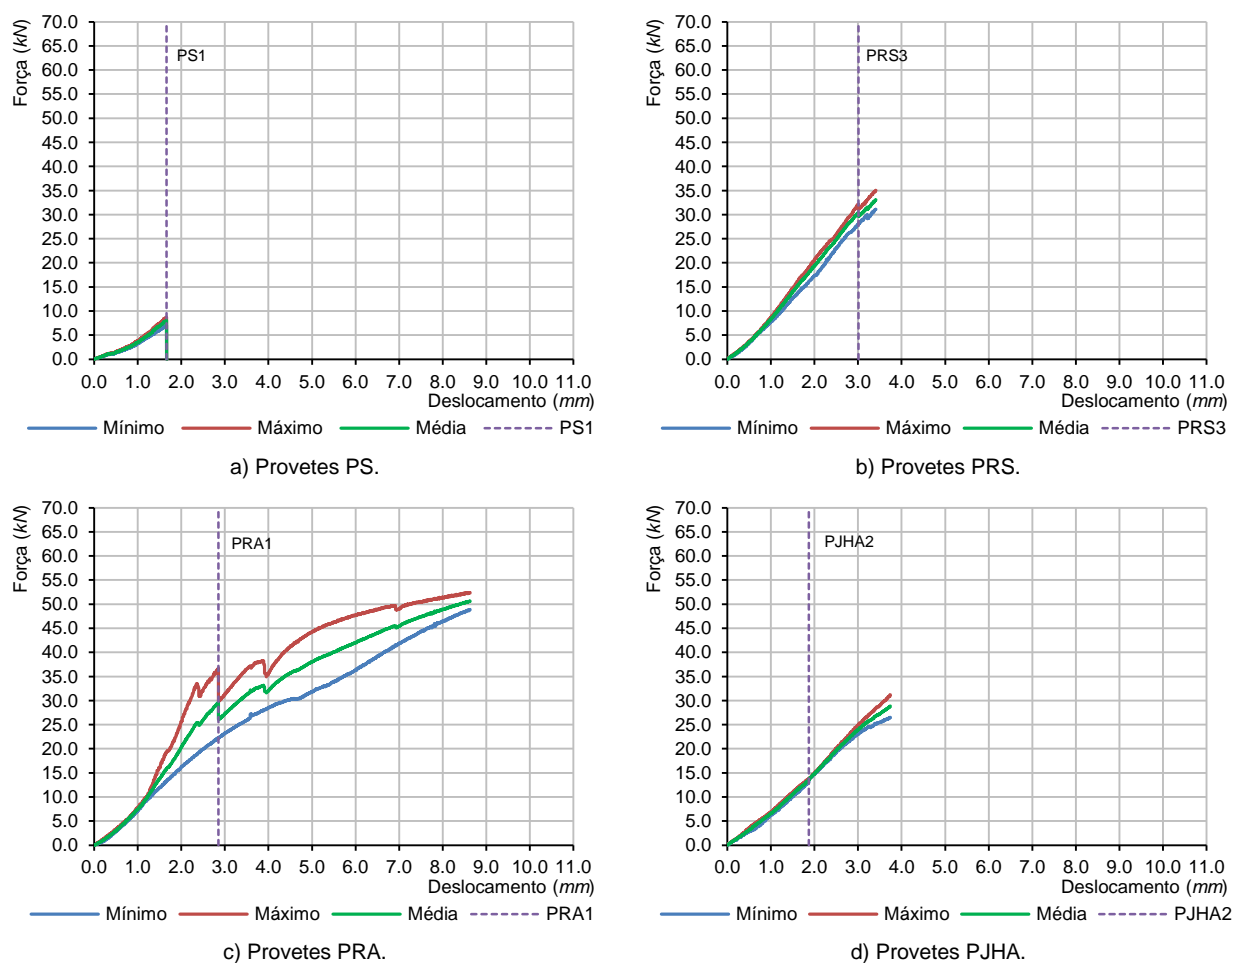 Força (kN)
70.0
65.0
60.0
55.0
50.0
45.0
40.0
35.0
30.0
25.0
20.0
15.0
10.0
5.0
0.0
PS1
0.0 1.0 2.0 3.0 4.0 5.0 6.0 7.0 8.0 9.0 10.0 11.0
Deslocamento (mm)
Mínimo Máximo Média PS1
a) Provetes PS.
Força (kN)
70.0
65.0
60.0
55.0
50.0
45.0
40.0
35.0
30.0
25.0
20.0
15.0
10.0
5.0
0.0
PRS3
0.0 1.0 2.0 3.0 4.0 5.0 6.0 7.0 8.0 9.0 10.0 11.0
Deslocamento (mm)
Mínimo Máximo Média PRS3
b) Provetes PRS.
Força (kN)
70.0
65.0
60.0
55.0
50.0
45.0
40.0
35.0
30.0
25.0
20.0
15.0
10.0
5.0
0.0
PRA1
0.0 1.0 2.0 3.0 4.0 5.0 6.0 7.0 8.0 9.0 10.0 11.0
Deslocamento (mm)
Mínimo Máximo Média PRA1
c) Provetes PRA.
Força (kN)
70.0
65.0
60.0
55.0
50.0
45.0
40.0
35.0
30.0
25.0
20.0
15.0
10.0
5.0
0.0
PJHA2
0.0 1.0 2.0 3.0 4.0 5.0 6.0 7.0 8.0 9.0 10.0 11.0
Deslocamento (mm)
Mínimo Máximo Média PJHA2
d) Provetes PJHA.